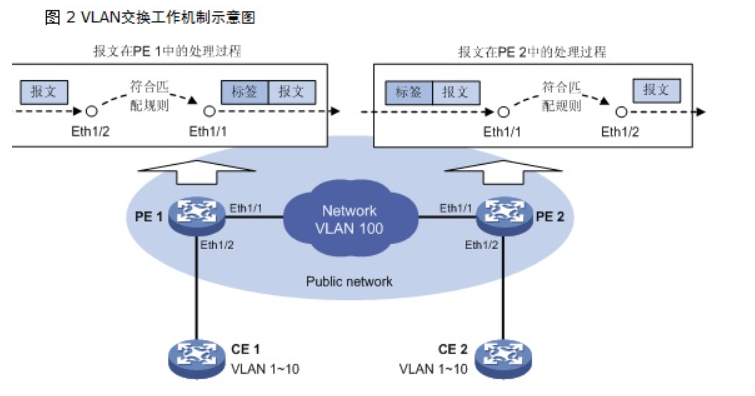 图 2 VLAN交换工作机制示意图
报文在PE 1中的处理过程
报文在PE 2中的处理过程
报文
符合匹
配规则
标签 报文
Eth1/2
Eth1/1
标签 报文
符合匹
配规则
报文
Eth1/1
Eth1/2
PE 1
Eth1/1
Eth1/2
Network
VLAN 100
Eth1/1
PE 2
Eth1/2
Public network
CE 1
VLAN 1~10
CE 2
VLAN 1~10